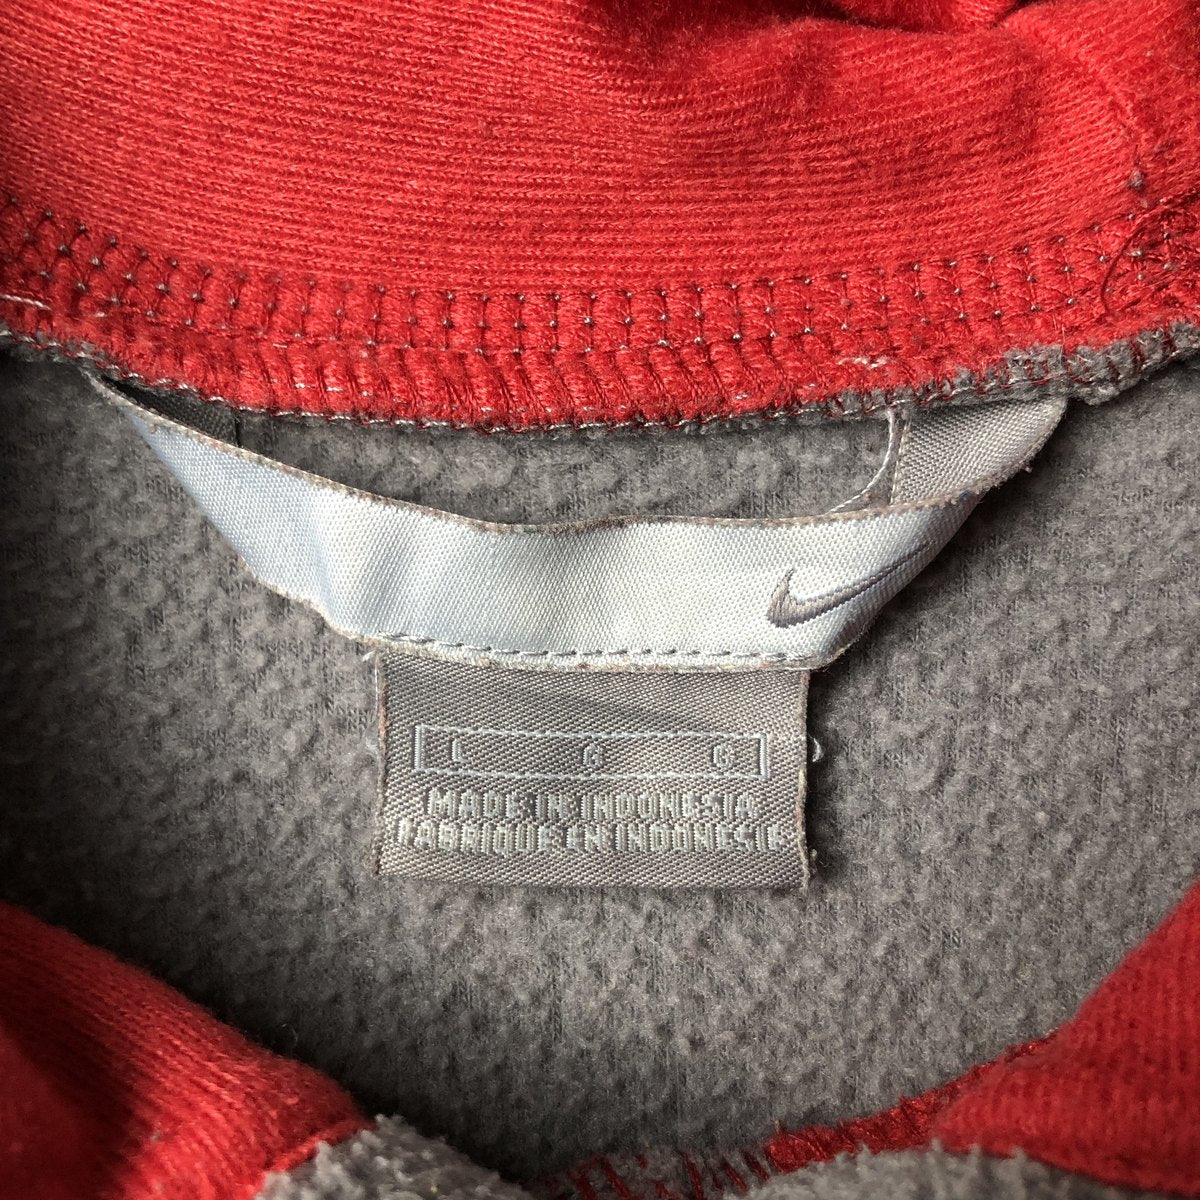 L G G
MADE IN INDONESIA
FABRIQUE EN INDONESIE